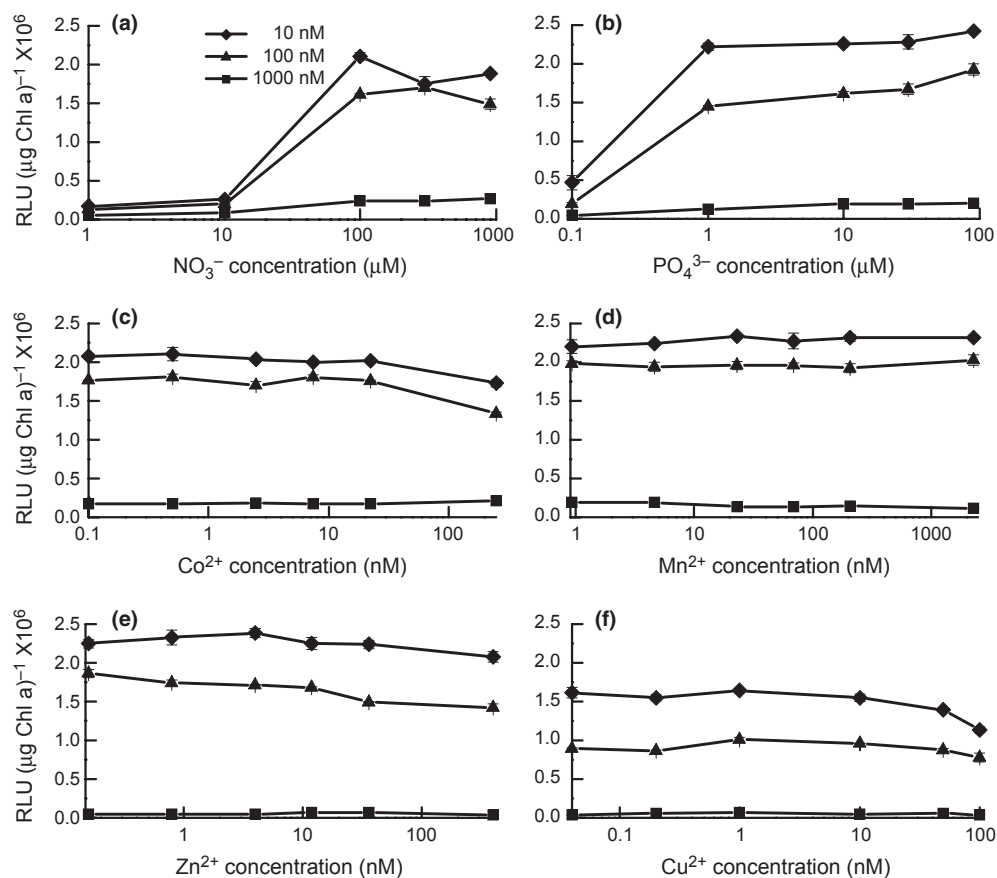 (a)
10 nM
100 nM
1000 nM
RLU (μg Chl a)⁻¹ X10⁶
2.5
2.0
1.5
1.0
0.5
0.0
1 10 100 1000
NO₃⁻ concentration (μM)
(b)
2.5
2.0
1.5
1.0
0.5
0.0
0.1 1 10 100
PO₄³⁻ concentration (μM)
(c)
RLU (μg Chl a)⁻¹ X10⁶
2.5
2.0
1.5
1.0
0.5
0.0
0.1 1 10 100
Co²⁺ concentration (nM)
(d)
2.5
2.0
1.5
1.0
0.5
0.0
1 10 100 1000
Mn²⁺ concentration (nM)
(e)
RLU (μg Chl a)⁻¹ X10⁶
2.5
2.0
1.5
1.0
0.5
0.0
1 10 100
Zn²⁺ concentration (nM)
(f)
2.5
2.0
1.5
1.0
0.5
0.0
0.1 1 10 100
Cu²⁺ concentration (nM)